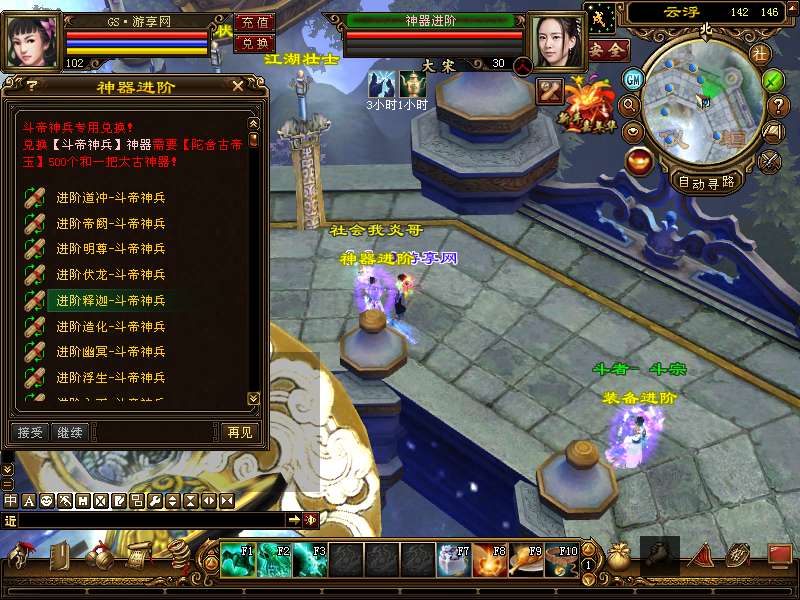 GS·游享网
102
充值
兑换
神器进阶
大宋
30
3小时
1小时
安全
云浮
142 146
北
社
GM
?
自动寻路
江湖壮士
?
神器进阶
斗帝神兵专用兑换！
兑换【斗帝神兵】神器需要【陀舍古帝
玉】500个和一把太古神器！
进阶道冲-斗帝神兵
进阶帝阙-斗帝神兵
进阶明尊-斗帝神兵
进阶伏龙-斗帝神兵
进阶释迦-斗帝神兵
进阶造化-斗帝神兵
进阶幽冥-斗帝神兵
进阶浮生-斗帝神兵
接受
继续
再见
社会我炎哥
神器进阶
享网
斗者- 斗宗
装备进阶
中
A
M
近
F1
F2
F3
F7
F8
F9
F10
1